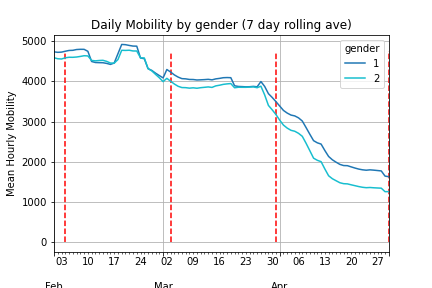 Daily Mobility by gender (7 day rolling ave)
5000
4000
3000
2000
1000
0
Mean Hourly Mobility
gender
1
2
03 10 17 24 02 09 16 23 30 06 13 20 27
Feb Mar Apr